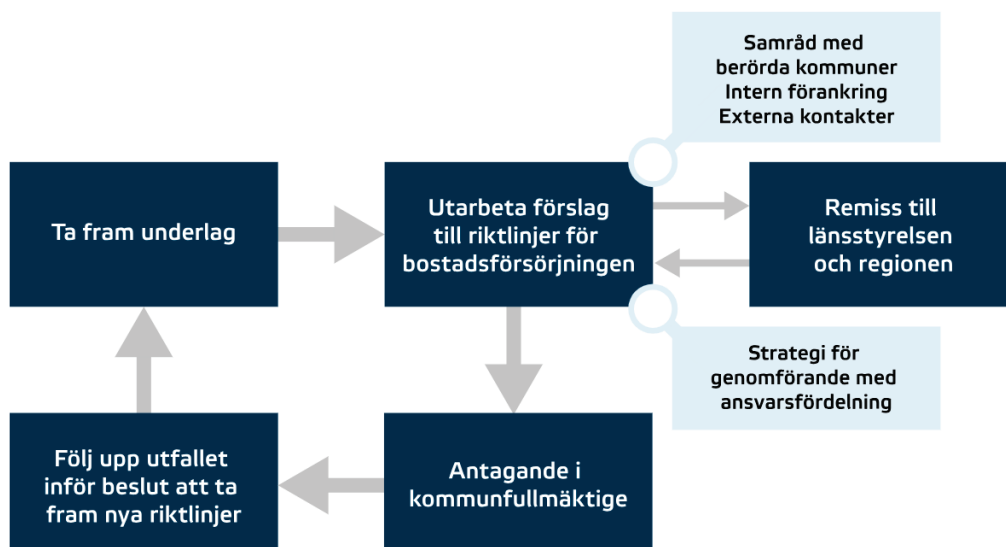 Samråd med
berörda kommuner
Intern förankring
Externa kontakter
Ta fram underlag
Utarbeta förslag
till riktlinjer för
bostadsförsörjningen
Remiss till
länsstyrelsen
och regionen
Strategi för
genomförande med
ansvarsfördelning
Följ upp utfallet
inför beslut att ta
fram nya riktlinjer
Antagande i
kommunfullmäktige